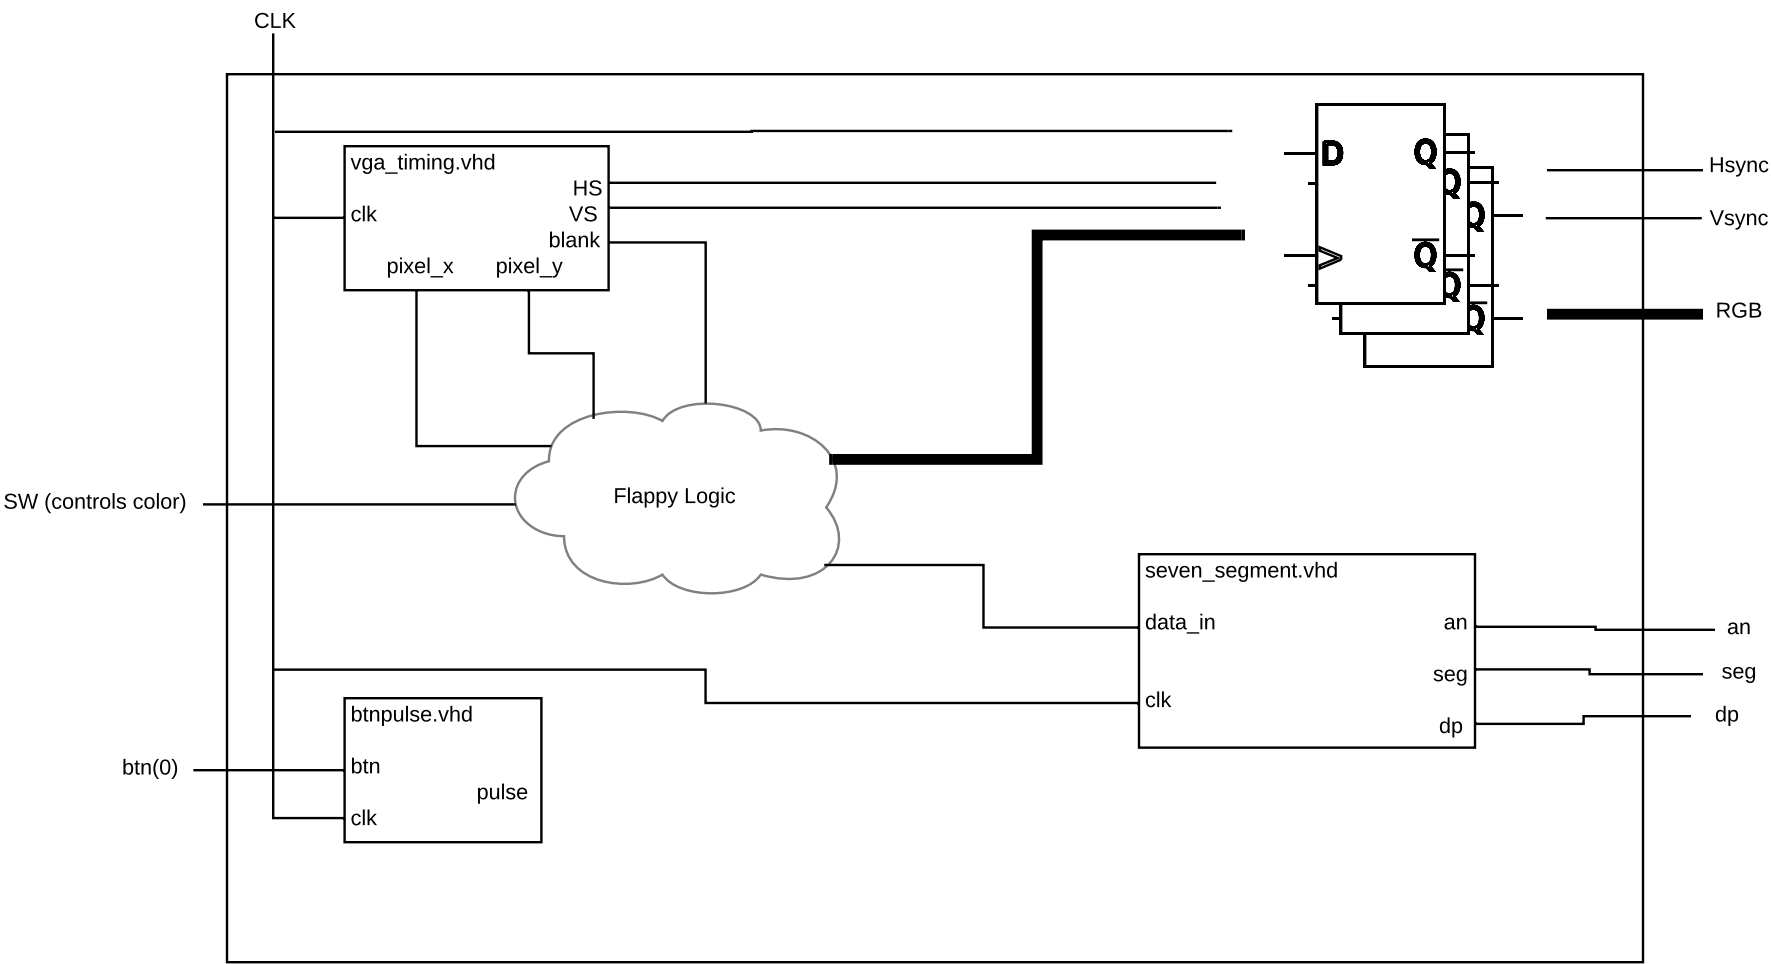 CLK
vga_timing.vhd
HS
clk
VS
blank
pixel_x pixel_y
D Q
Q
Q
Q
Q
Q
Hsync
Vsync
RGB
SW (controls color)
Flappy Logic
seven_segment.vhd
data_in an
seg
clk
dp
an
seg
dp
btnpulse.vhd
btn(0)
btn
pulse
clk